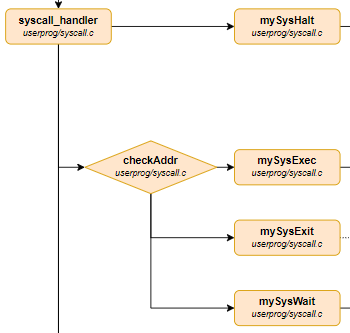 syscall_handler
userprog/syscall.c
mySysHalt
userprog/syscall.c
checkAddr
userprog/syscall.c
mySysExec
userprog/syscall.c
mySysExit
userprog/syscall.c
mySysWait
userprog/syscall.c